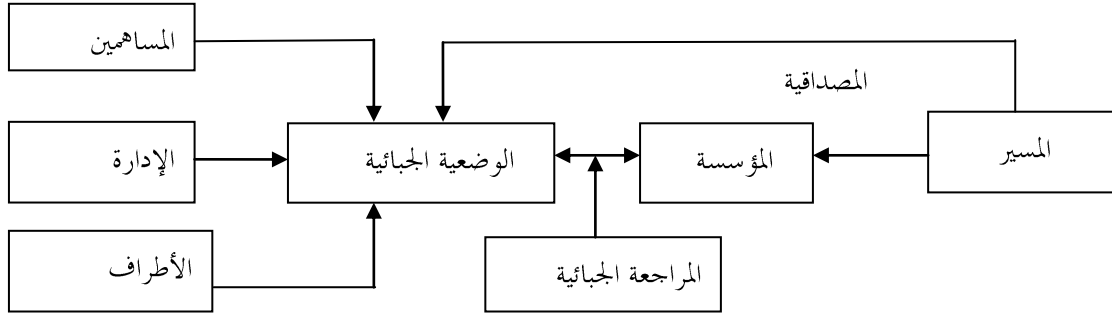 المساهمين
المصداقية
المسير
المؤسسة
الوضعية الجبائية
الإدارة
المراجعة الجبائية
الأطراف